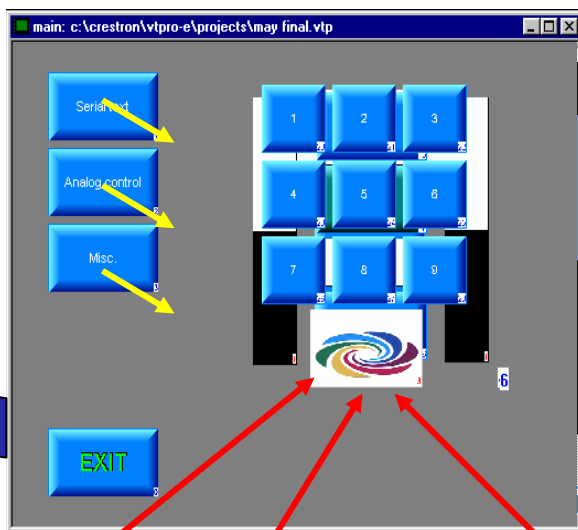 main: c:\crestron\vtpro-e\projects\may final.vtp
Serial text
1 2 3
Analog control
4 5 6
Misc.
7 8 9
6
EXIT